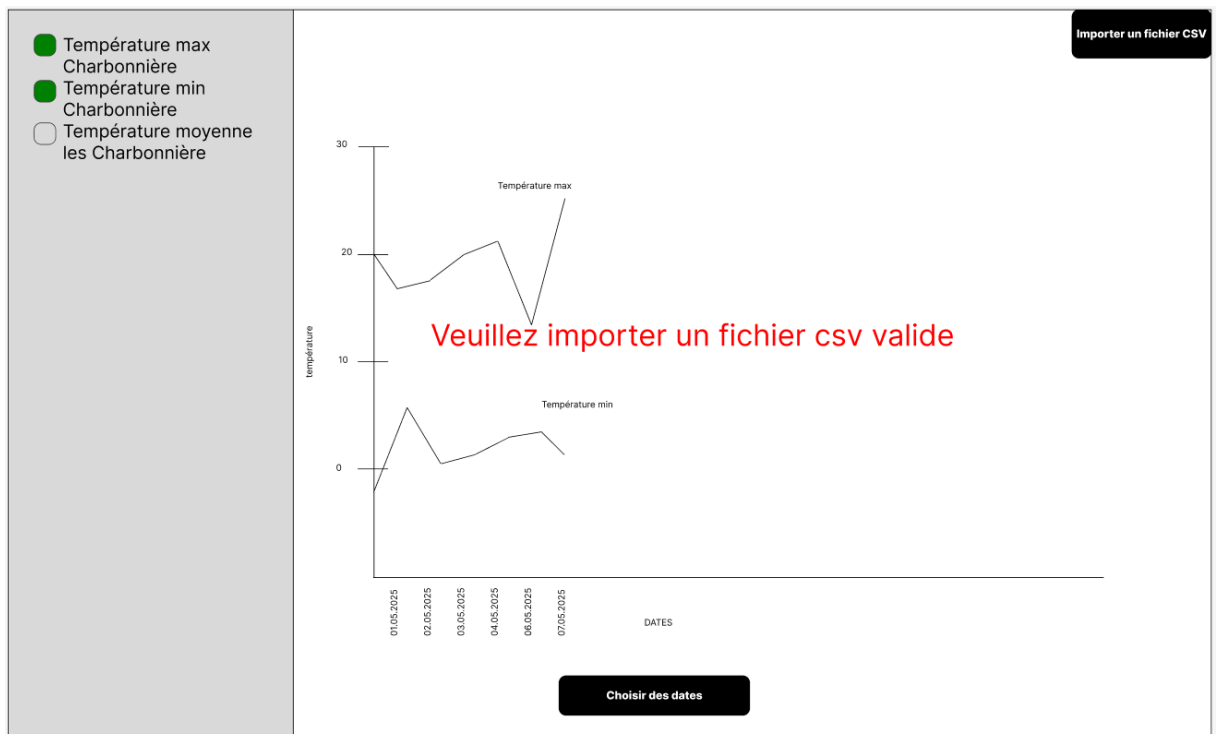 Température max
Charbonnière
Température min
Charbonnière
Température moyenne
les Charbonnière
Importer un fichier CSV
30
Température max
20
Veuillez importer un fichier csv valide
température
10
Température min
0
01.05.2025
02.05.2025
03.05.2025
04.05.2025
06.05.2025
07.05.2025
DATES
Choisir des dates